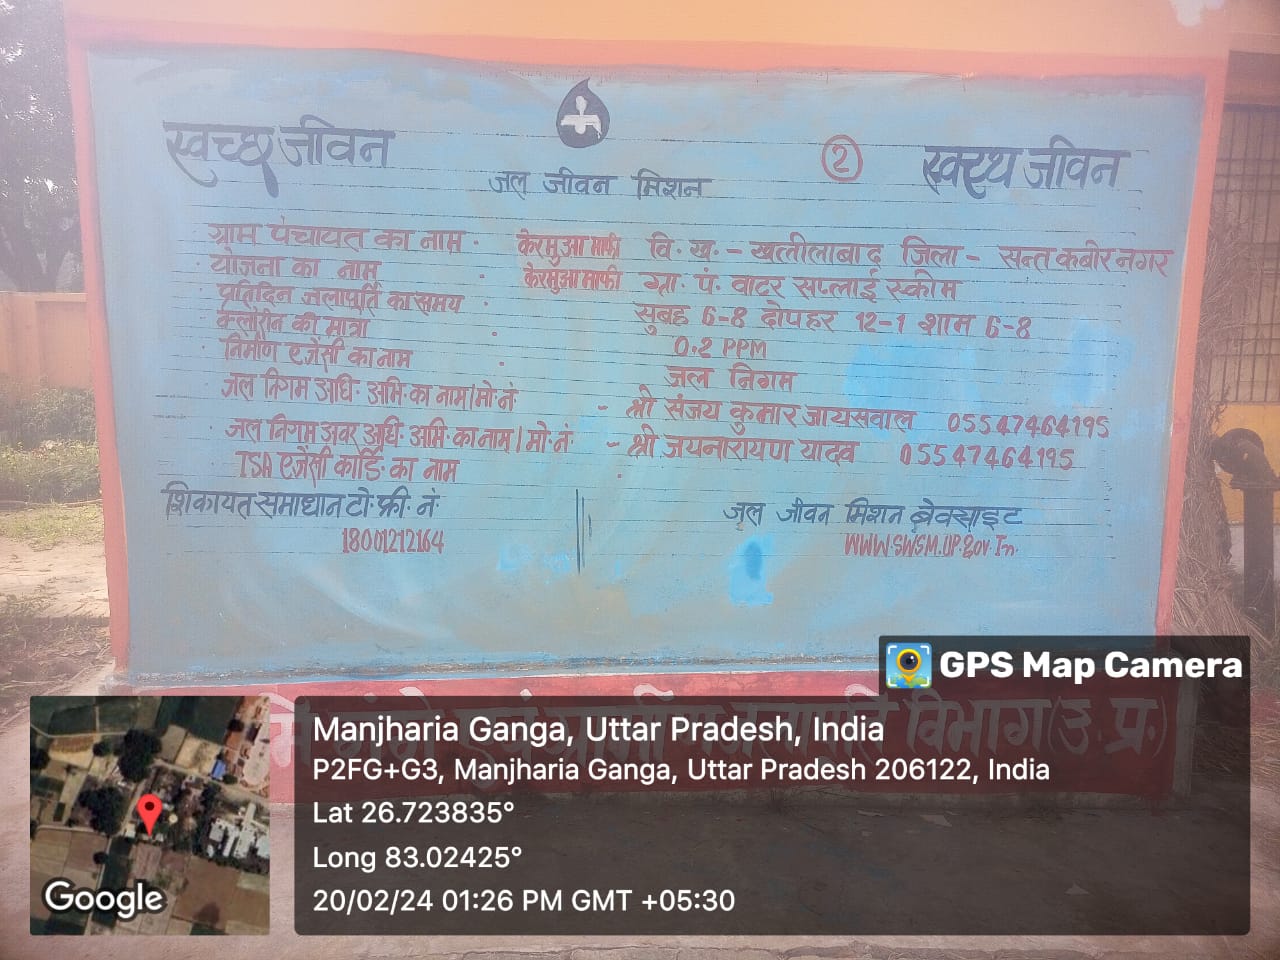 स्वच्छ जीवन
②
स्वस्थ जीवन
जल जीवन मिशन
ग्राम पंचायत का नाम · केरमुआ माफी वि. ख. - खलीलाबाद जिला - सन्त कबीर नगर
योजना का नाम : केरमुआ माफी ग्रा. पं. वाटर सप्लाई स्कीम
प्रतिदिन जलापूर्ति का समय : सुबह 6-8 दोपहर 12-1 शाम 6-8
क्लोरीन की मात्रा : 0.2 PPM
निर्माण एजेंसी का नाम : जल निगम
जल निगम अधि. अभि. का नाम/मो. नं. - श्री संजय कुमार जायसवाल 05547464195
जल निगम अवर अधि. अभि. का नाम/मो. नं. - श्री जयनारायण यादव 05547464195
ISA एजेंसी कार्डि. का नाम :
शिकायत समाधान टो. फ्री. नं.
18001212164
जल जीवन मिशन बेवसाइट
WWW.SWSM.UP.Gov.In.
विभाग (उ. प्र.)
GPS Map Camera
Manjharia Ganga, Uttar Pradesh, India
P2FG+G3, Manjharia Ganga, Uttar Pradesh 206122, India
Lat 26.723835°
Long 83.02425°
20/02/24 01:26 PM GMT +05:30
Google